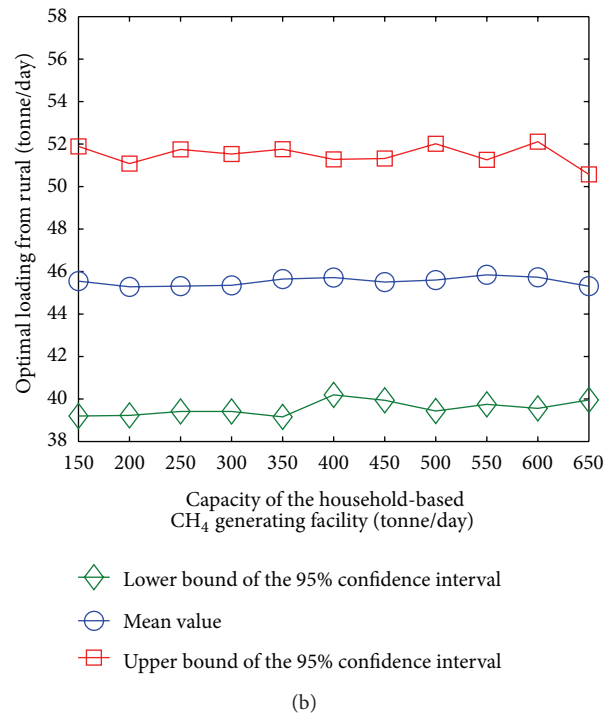 58
56
54
52
50
48
46
44
42
40
38
Optimal loading from rural (tonne/day)
150 200 250 300 350 400 450 500 550 600 650
Capacity of the household-based
CH₄ generating facility (tonne/day)
Lower bound of the 95% confidence interval
Mean value
Upper bound of the 95% confidence interval
(b)